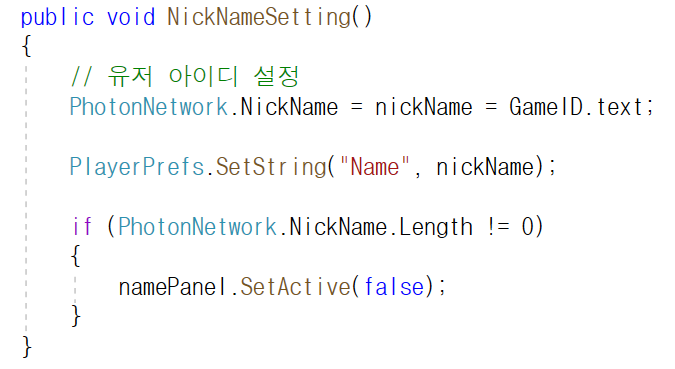 public void NickNameSetting()
{
// 유저 아이디 설정
PhotonNetwork.NickName = nickName = GameID.text;
PlayerPrefs.SetString("Name", nickName);
if (PhotonNetwork.NickName.Length != 0)
{
namePanel.SetActive(false);
}
}